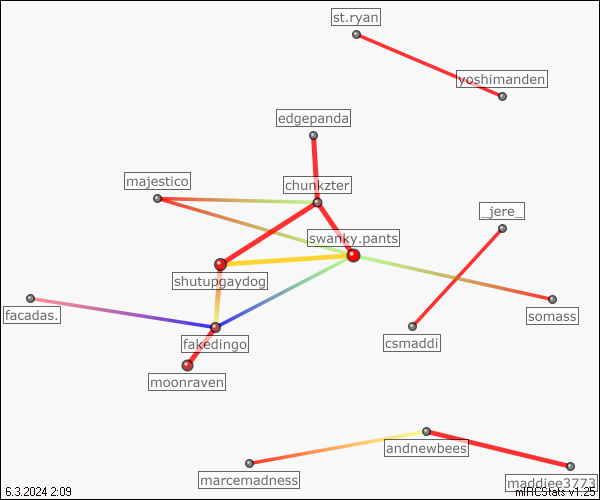 st.ryan
yoshimanden
edgepanda
majestico
chunkzter
_jere_
swanky.pants
shutupgaydog
facadas.
somass
fakedingo
csmaddi
moonraven
andnewbees
marcemadness
maddiee3773
6.3.2024 2:09
mIRCStats v1.25